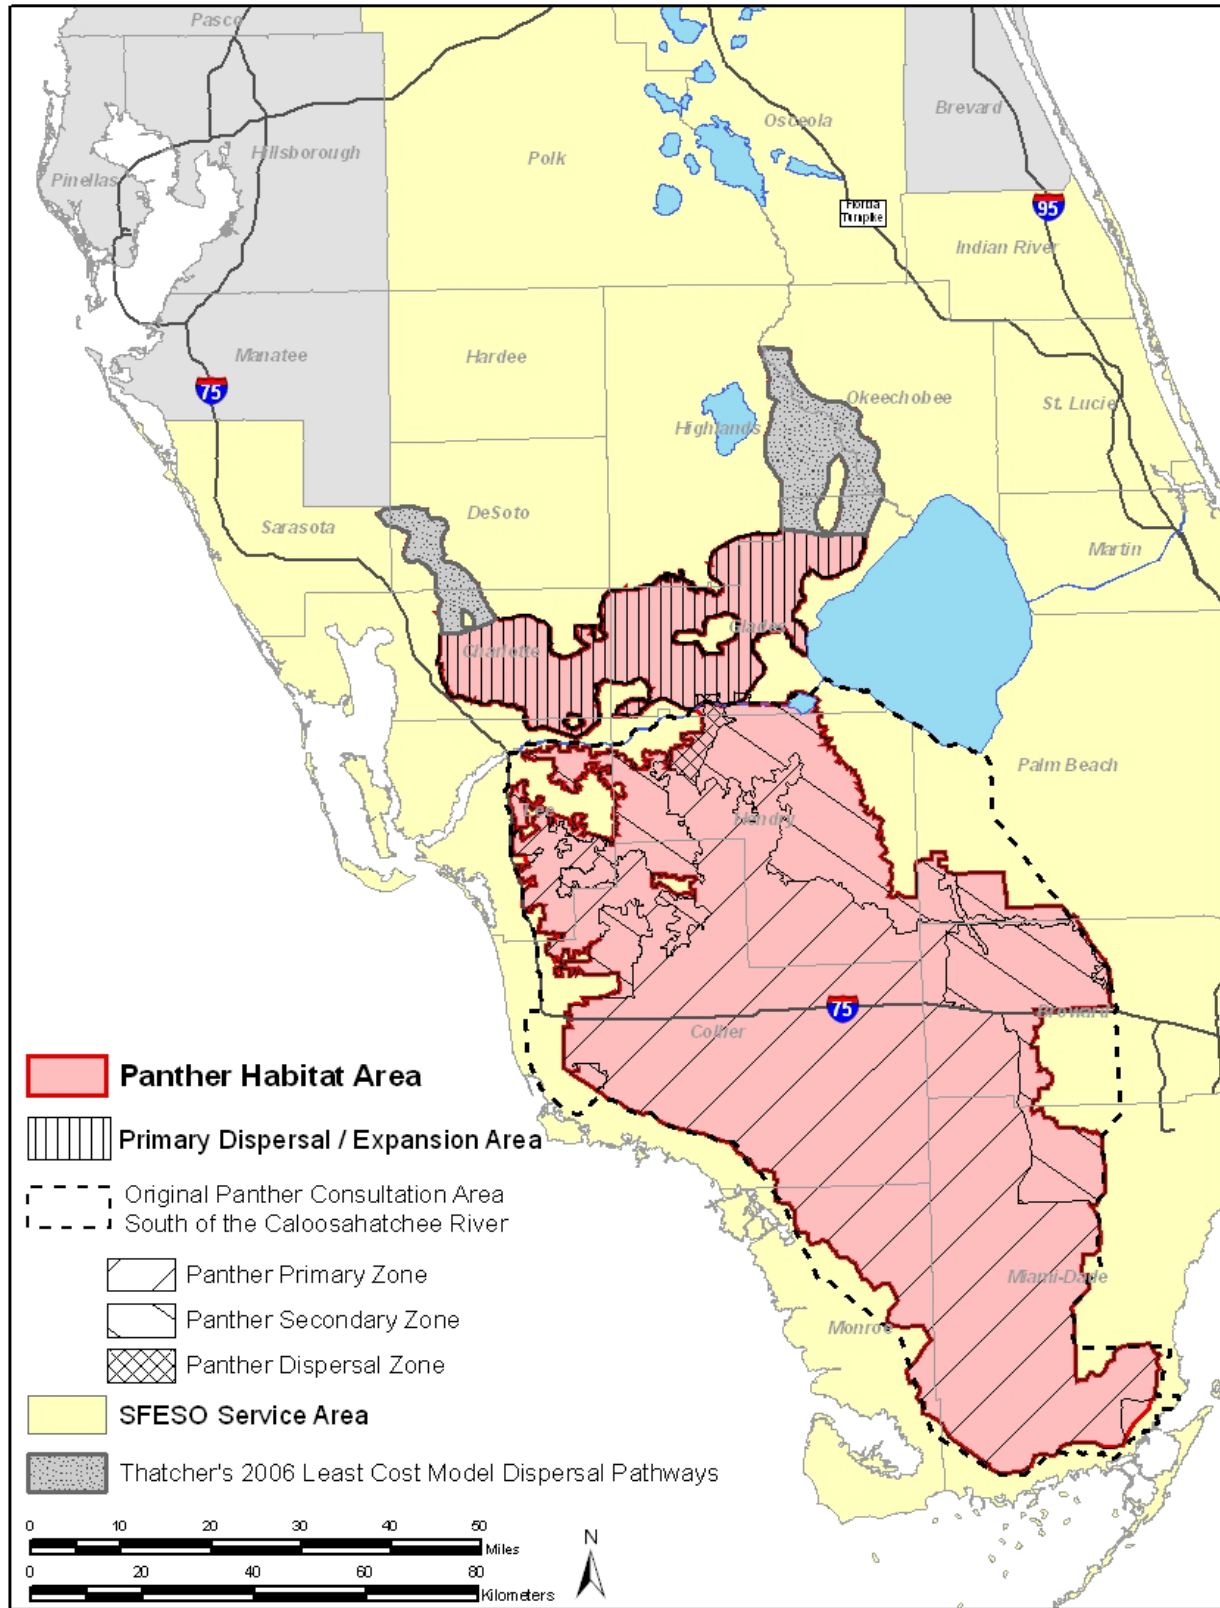 Pasco
Brevard
Osceola
Hillsborough
Polk
Pinellas
95
Florida
Turnpike
Indian River
Manatee
Hardee
75
Okeechobee
St. Lucie
Highlands
DeSoto
Sarasota
Martin
Glades
Charlotte
Palm Beach
Lee
Hendry
75
Broward
Collier
Panther Habitat Area
Primary Dispersal / Expansion Area
Original Panther Consultation Area
South of the Caloosahatchee River
Panther Primary Zone
Miami-Dade
Panther Secondary Zone
Monroe
Panther Dispersal Zone
SFESO Service Area
Thatcher's 2006 Least Cost Model Dispersal Pathways
0 10 20 30 40 50
Miles
0 20 40 60 80
Kilometers
N